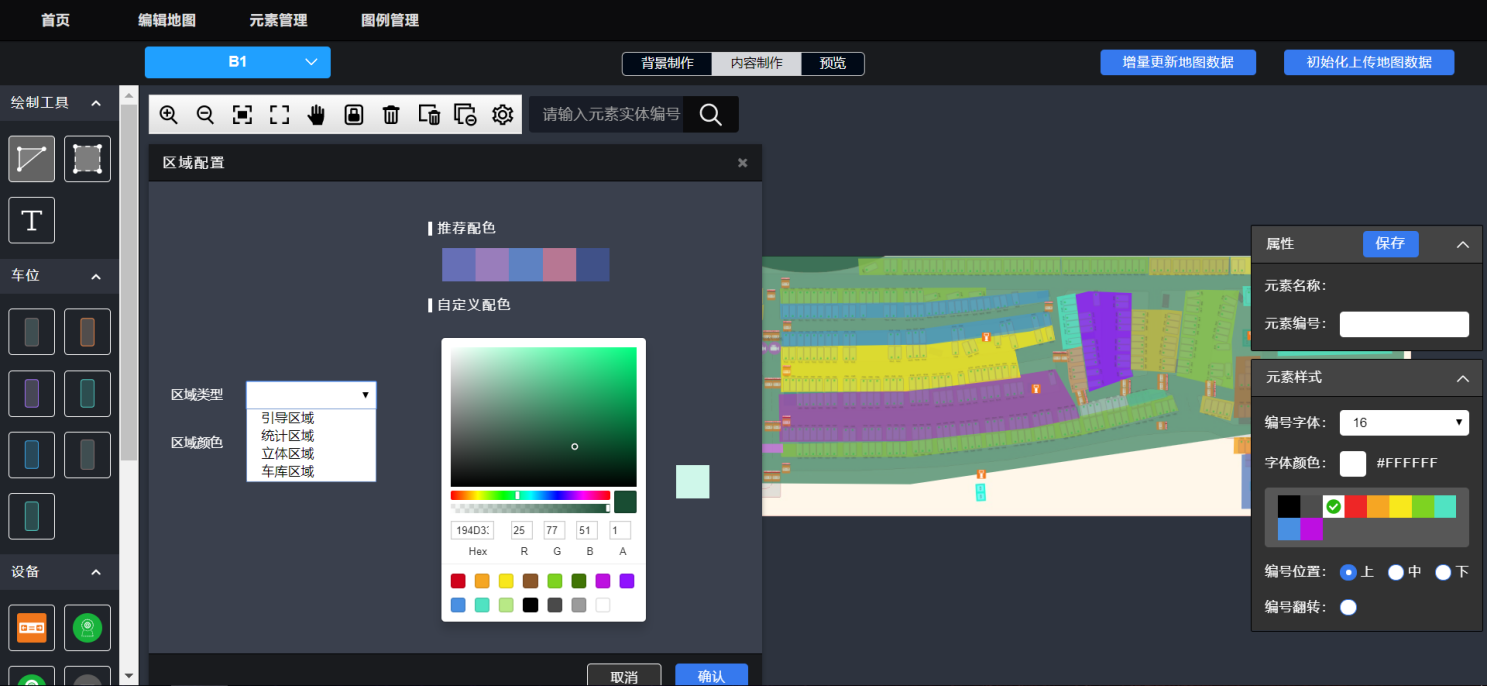 首页 编辑地图 元素管理 图例管理
B1 背景制作 内容制作 预览 增量更新地图数据 初始化上传地图数据
绘制工具
请输入元素实体编号
区域配置 ×
T
推荐配色
属性 保存
车位
元素名称:
自定义配色
元素编号:
元素样式
区域类型
引导区域
统计区域
立体区域
车库区域
区域颜色
编号字体: 16
字体颜色: #FFFFFF
25 77 51 1
Hex R G B A
编号位置: 上 中 下
设备
编号翻转:
取消 确认